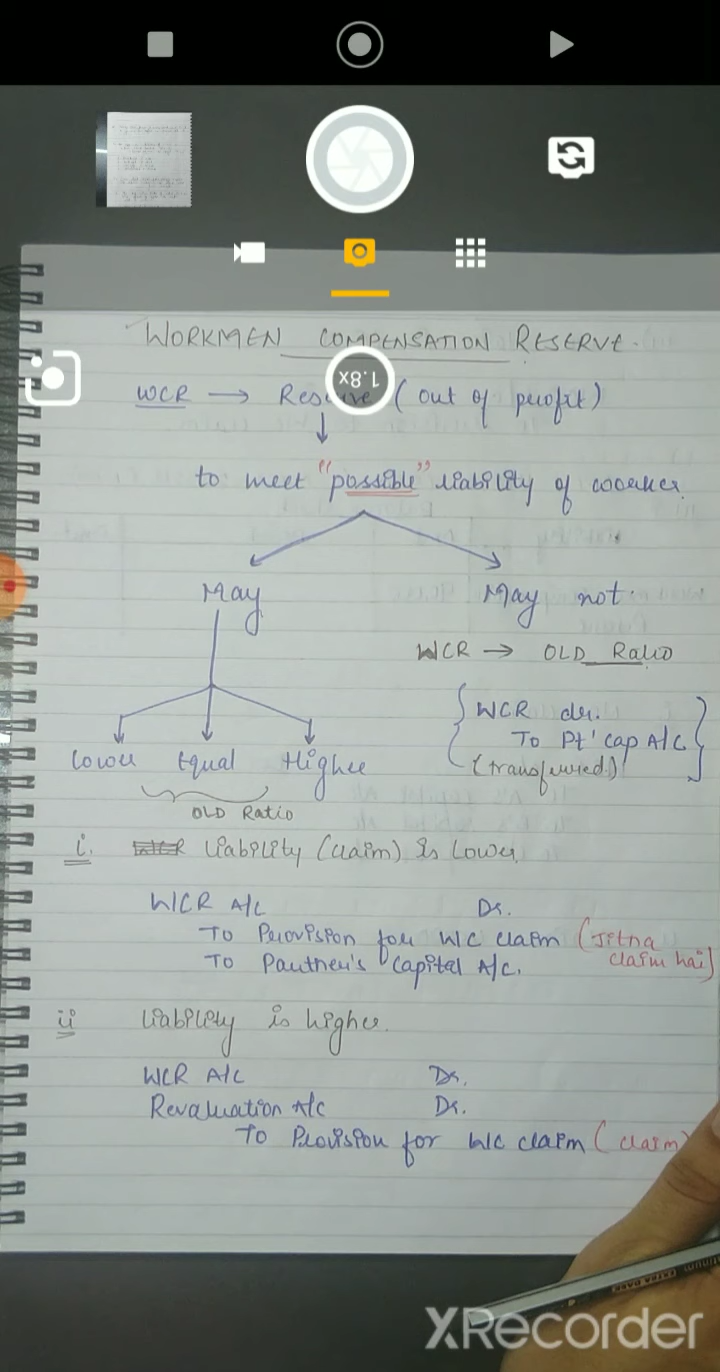 WORKMEN COMPENSATION RESERVE.
1.8x
WCR → Reserve (out of profit)
to meet "possible" liability of worker.
May
May not.
WCR → OLD Ratio
WCR dr.
To Pt' cap A/c
(transferred)
Lower Equal Higher
OLD Ratio
i. Liability (claim) is Lower
WCR A/c Dr.
To Provision for W/C claim (Jitna claim hai)
To Partner's capital A/c.
ii Liability is higher.
WCR A/c Dr.
Revaluation A/c Dr.
To Provision for W/C claim (claim)
XRecorder